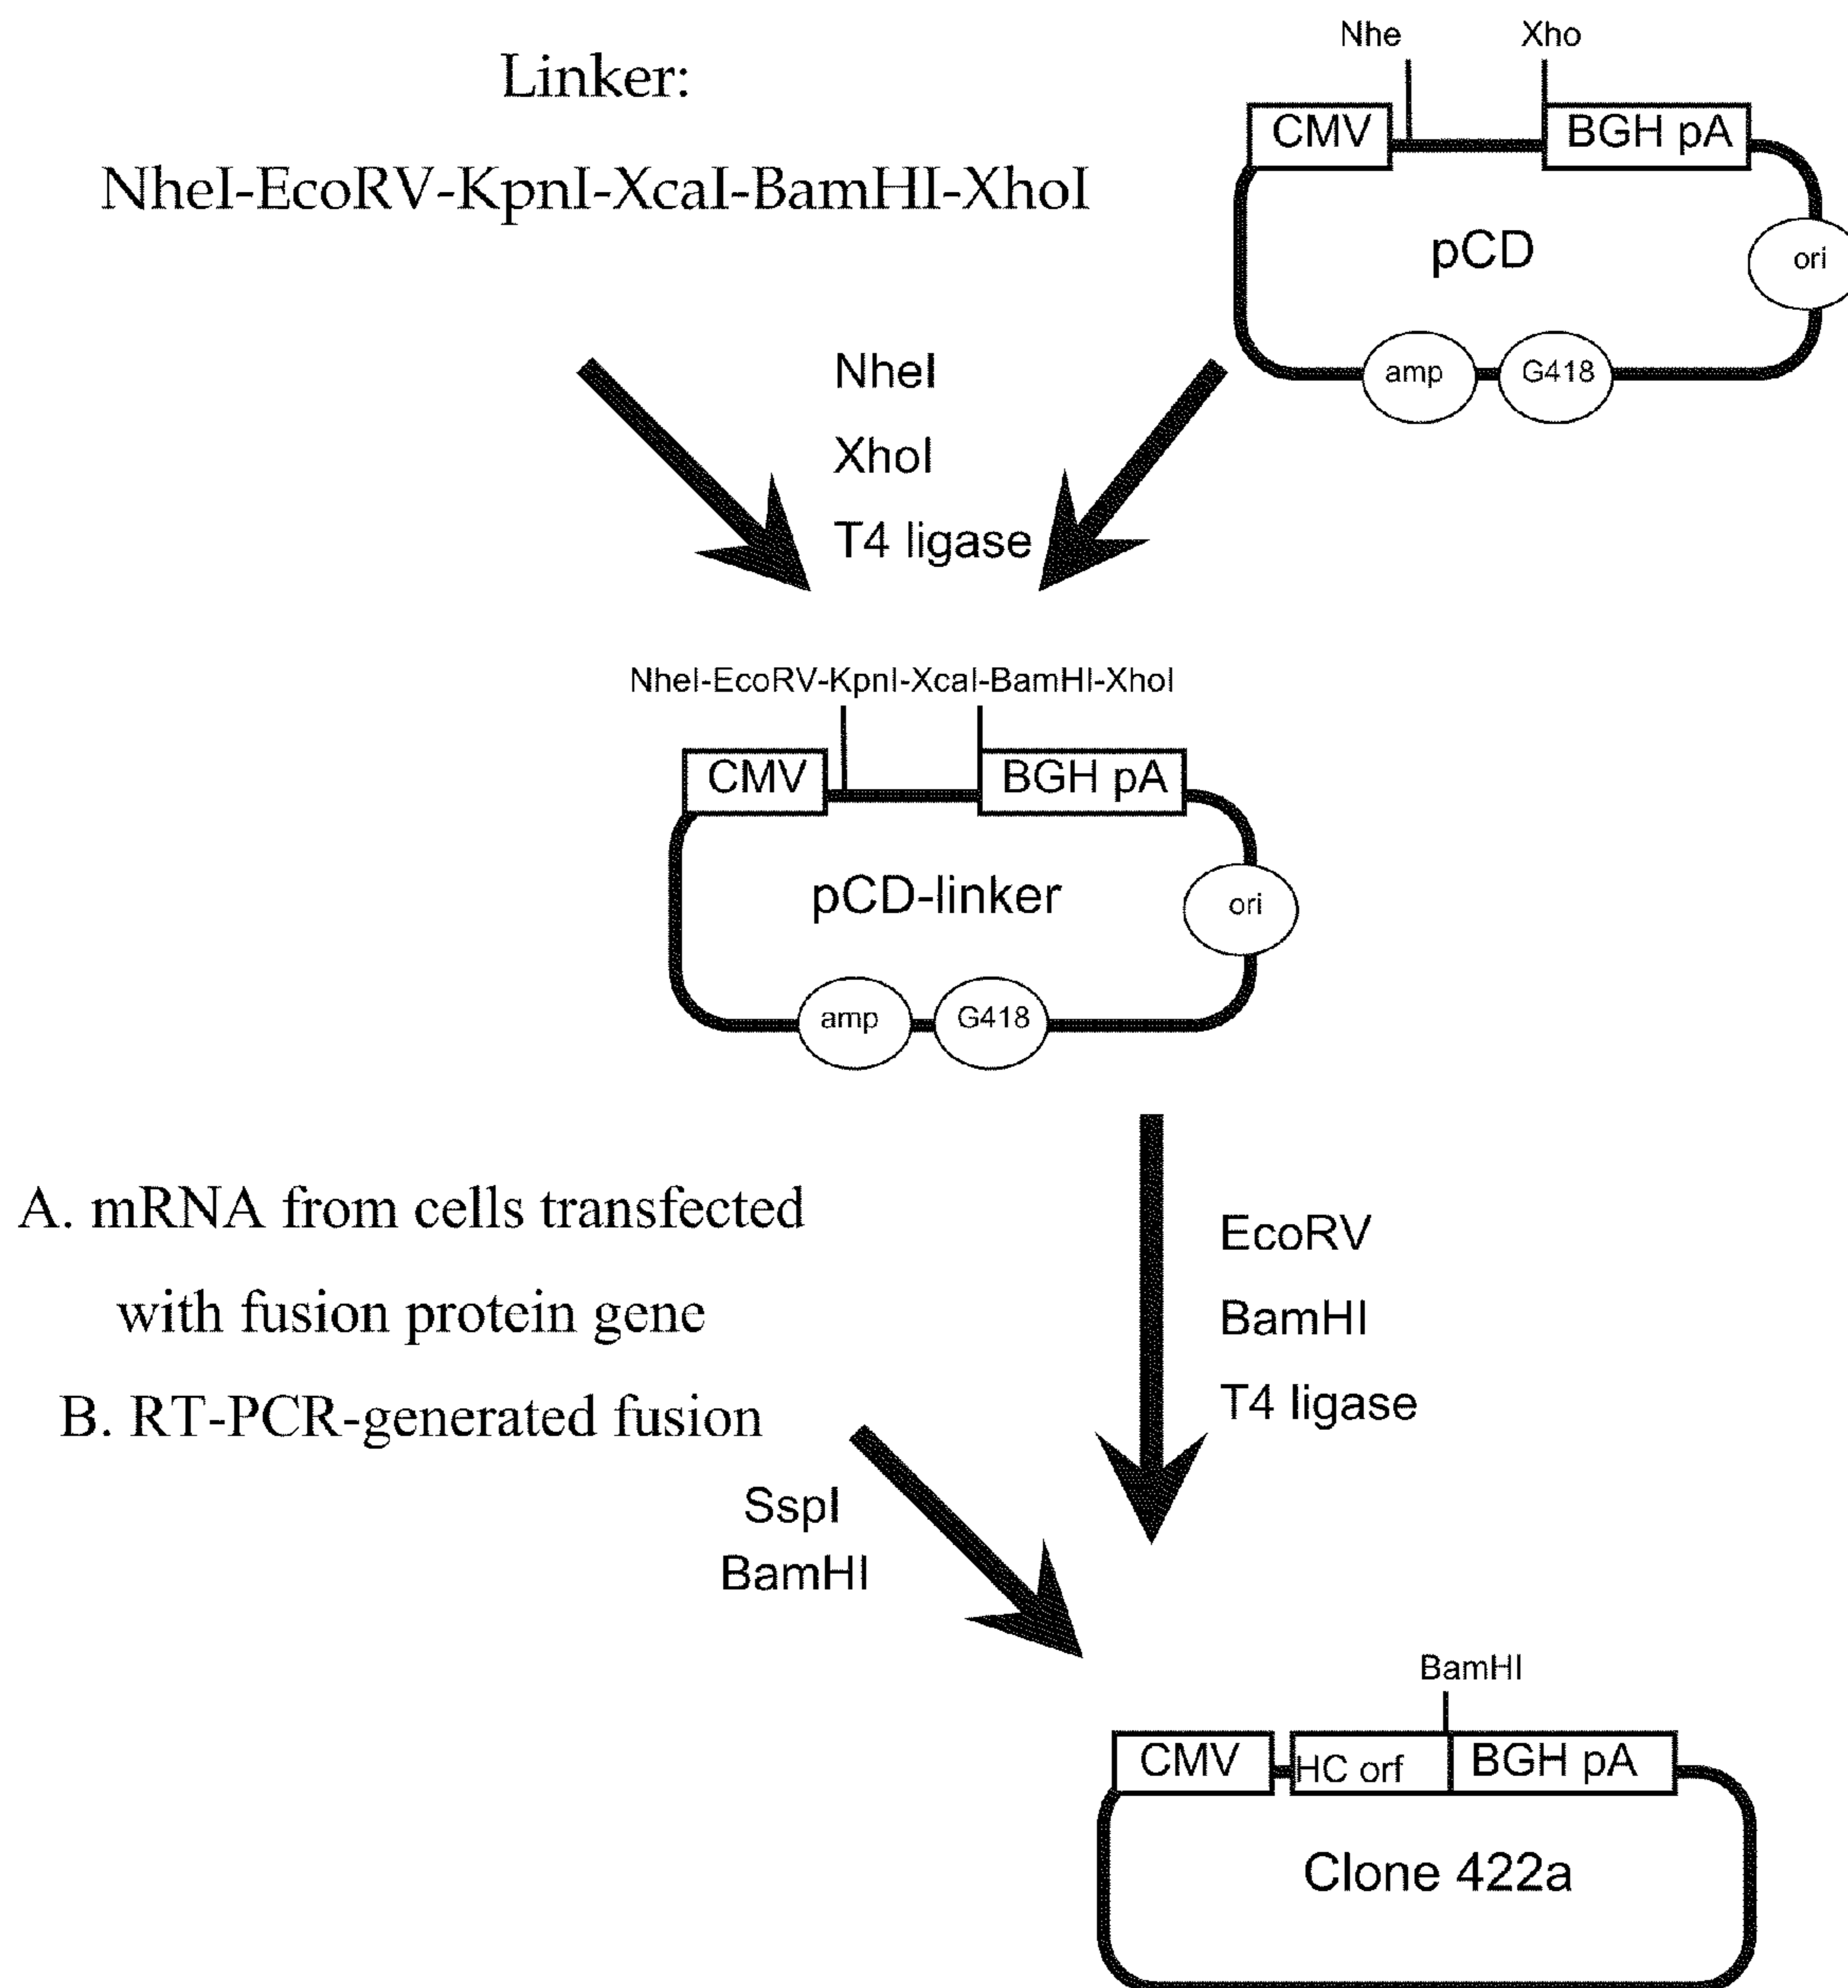 Linker:
NheI-EcoRV-KpnI-XcaI-BamHI-XhoI
Nhe
Xho
CMV
BGH pA
pCD
ori
amp
G418
NheI
XhoI
T4 ligase
NheI-EcoRV-KpnI-XcaI-BamHI-XhoI
CMV
BGH pA
pCD-linker
ori
amp
G418
A. mRNA from cells transfected
with fusion protein gene
B. RT-PCR-generated fusion
EcoRV
BamHI
T4 ligase
SspI
BamHI
BamHI
CMV
HC orf
BGH pA
Clone 422a